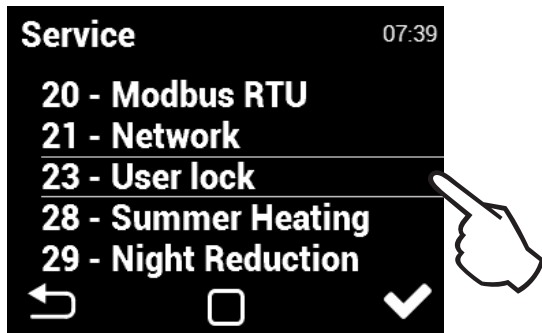 Service 07:39
20 - Modbus RTU
21 - Network
23 - User lock
28 - Summer Heating
29 - Night Reduction